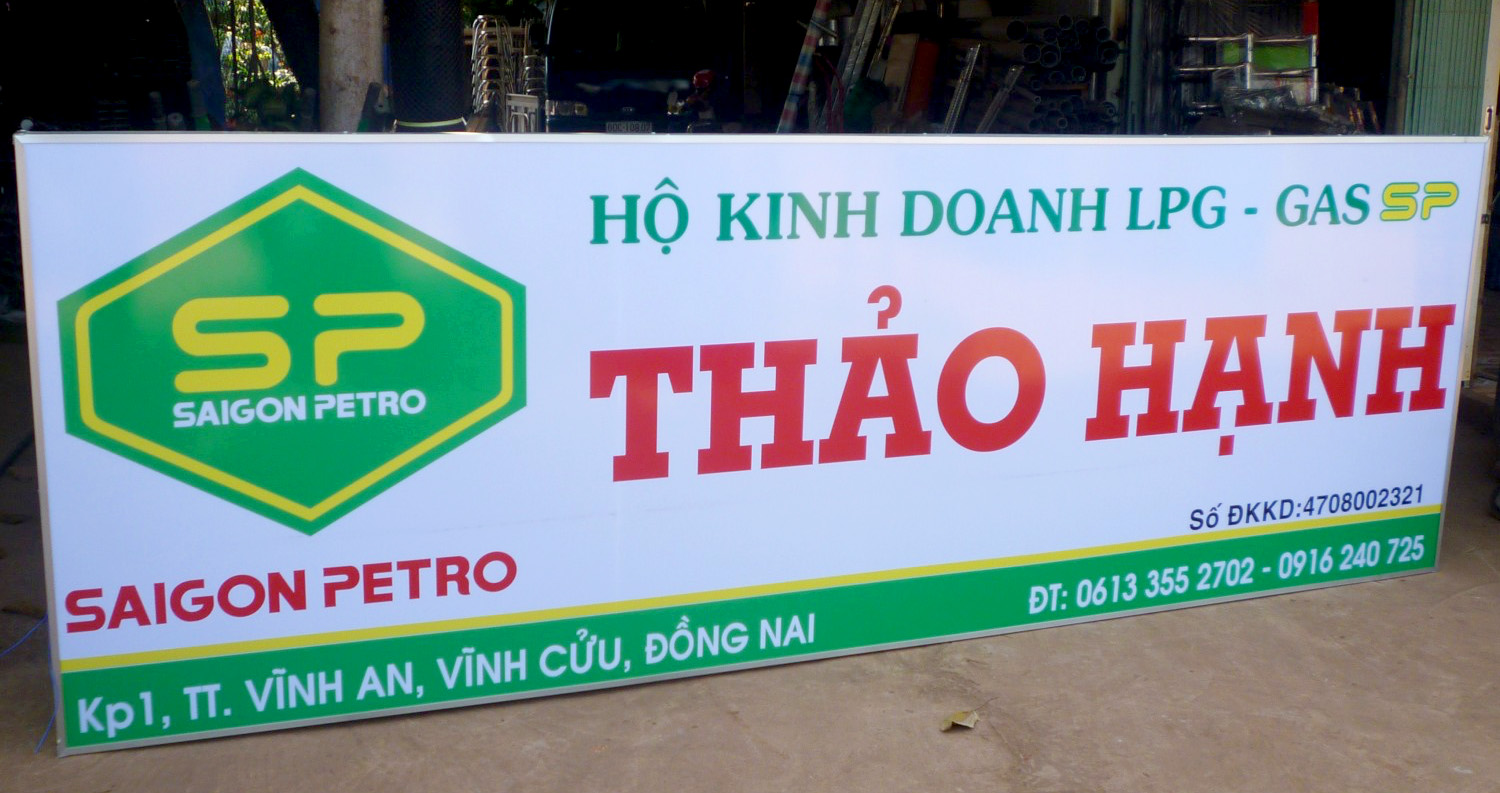 SP
SAIGON PETRO
SAIGON PETRO
HỘ KINH DOANH LPG - GAS SP
THẢO HẠNH
Số ĐKKD:4708002321
Kp1, TT. VĨNH AN, VĨNH CỬU, ĐỒNG NAI
ĐT: 0613 355 2702 - 0916 240 725